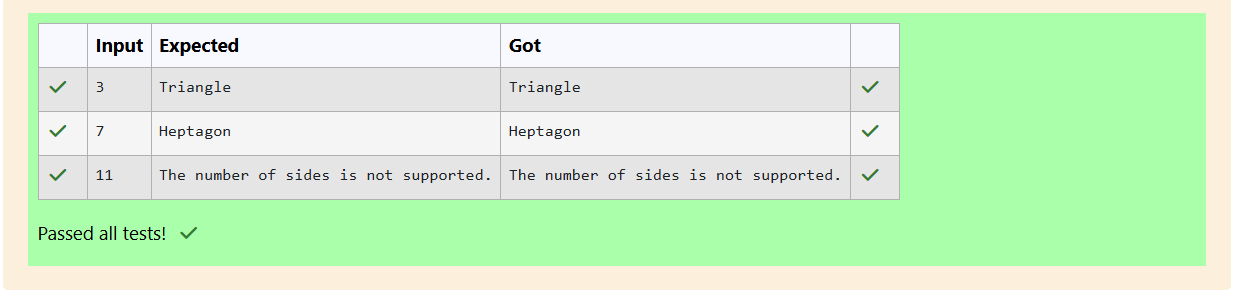 Input Expected Got
3 Triangle Triangle
7 Heptagon Heptagon
11 The number of sides is not supported. The number of sides is not supported.
Passed all tests!